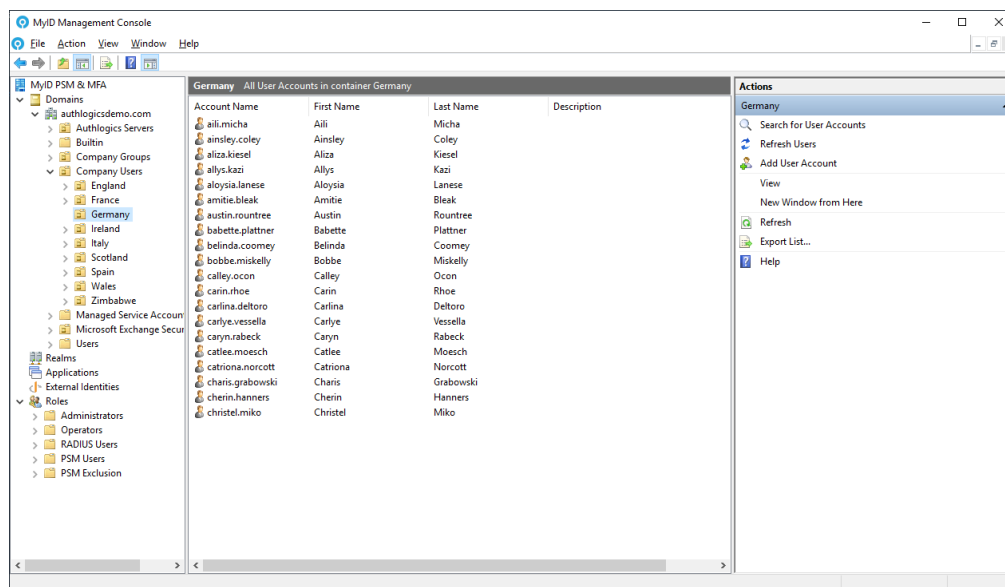 MyID Management Console
File Action View Window Help
MyID PSM & MFA
Domains
authlogicsdemo.com
Authlogics Servers
Builtin
Company Groups
Company Users
England
France
Germany
Ireland
Italy
Scotland
Spain
Wales
Zimbabwe
Managed Service Accoun
Microsoft Exchange Secur
Users
Realms
Applications
External Identities
Roles
Administrators
Operators
RADIUS Users
PSM Users
PSM Exclusion
Germany All User Accounts in container Germany
Account Name First Name Last Name Description
aili.micha Aili Micha
ainsley.coley Ainsley Coley
aliza.kiesel Aliza Kiesel
allys.kazi Allys Kazi
aloysia.lanese Aloysia Lanese
amitie.bleak Amitie Bleak
austin.rountree Austin Rountree
babette.plattner Babette Plattner
belinda.coomey Belinda Coomey
bobbe.miskelly Bobbe Miskelly
calley.ocon Calley Ocon
carin.rhoe Carin Rhoe
carlina.deltoro Carlina Deltoro
carlye.vessella Carlye Vessella
caryn.rabeck Caryn Rabeck
catlee.moesch Catlee Moesch
catriona.norcott Catriona Norcott
charis.grabowski Charis Grabowski
cherin.hanners Cherin Hanners
christel.miko Christel Miko
Actions
Germany
Search for User Accounts
Refresh Users
Add User Account
View
New Window from Here
Refresh
Export List...
Help